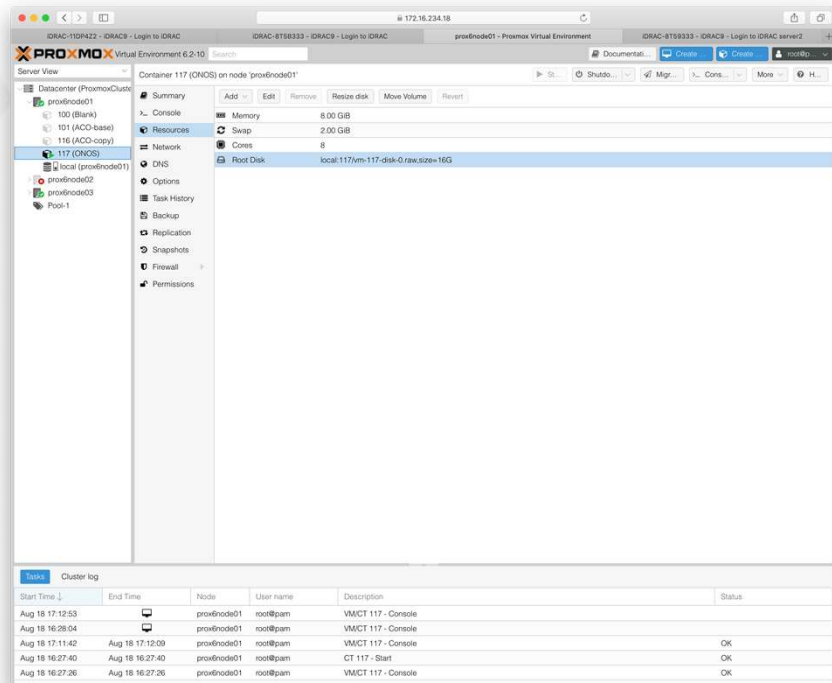 172.16.234.18
iDRAC-11DP4Z2 - iDRAC9 - Login to iDRAC
iDRAC-8TSB333 - iDRAC9 - Login to iDRAC
prox6node01 - Proxmox Virtual Environment
iDRAC-8TS9333 - iDRAC9 - Login to iDRAC server2
PROXMOX Virtual Environment 6.2-10 Search Documentati... Create ... Create ... root@p...
Server View
Container 117 (ONOS) on node 'prox6node01' St... Shutdo... Migr... Cons... More H...
Datacenter (ProxmoxCluste
prox6node01
100 (Blank)
101 (ACO-base)
116 (ACO-copy)
117 (ONOS)
local (prox6node01)
prox6node02
prox6node03
Pool-1
Summary
Console
Resources
Network
DNS
Options
Task History
Backup
Replication
Snapshots
Firewall
Permissions
Add Edit Remove Resize disk Move Volume Revert
Memory 8.00 GiB
Swap 2.00 GiB
Cores 8
Root Disk local:117/vm-117-disk-0.raw,size=16G
Tasks Cluster log
Start Time ↓ End Time Node User name Description Status
Aug 18 17:12:53 prox6node01 root@pam VM/CT 117 - Console
Aug 18 16:28:04 prox6node01 root@pam VM/CT 117 - Console
Aug 18 17:11:42 Aug 18 17:12:09 prox6node01 root@pam VM/CT 117 - Console OK
Aug 18 16:27:40 Aug 18 16:27:40 prox6node01 root@pam CT 117 - Start OK
Aug 18 16:27:26 Aug 18 16:27:26 prox6node01 root@pam VM/CT 117 - Console OK